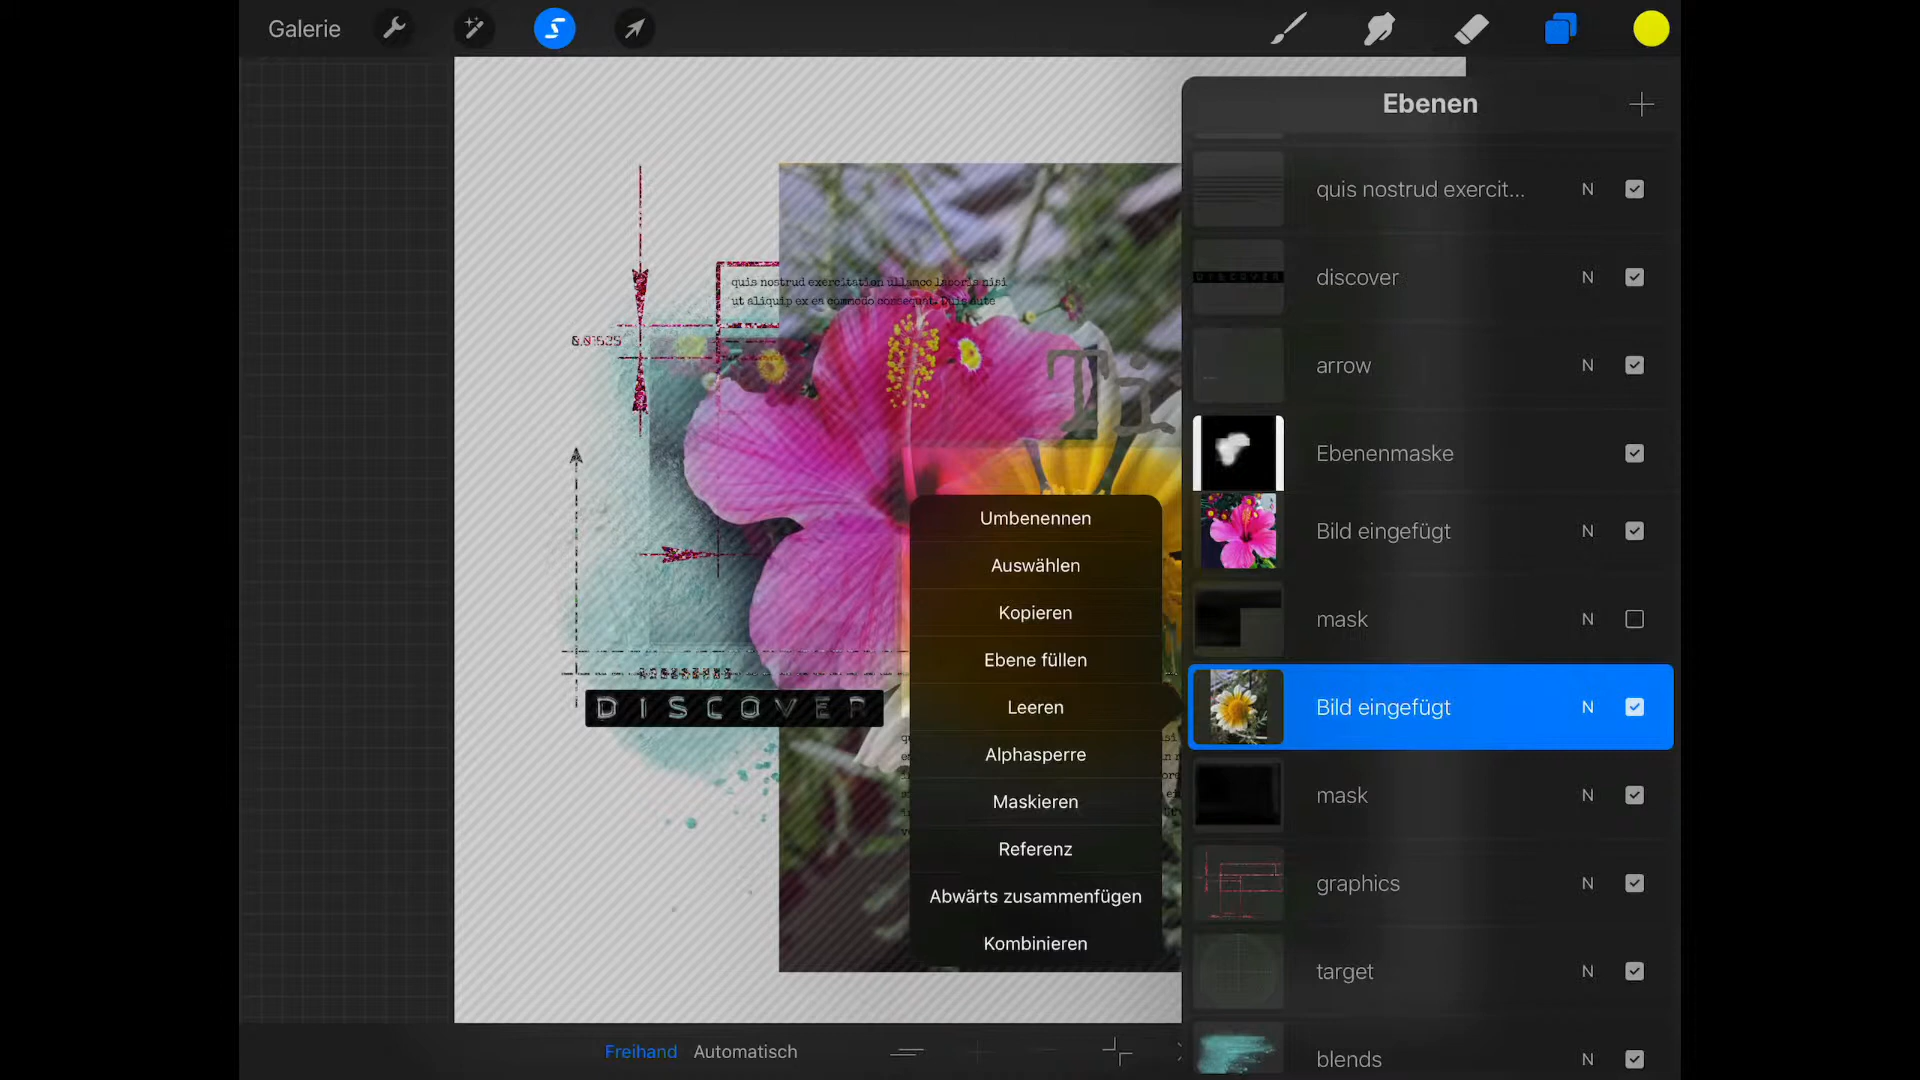 Galerie
Ebenen
quis nostrud exercit...
N
discover
N
arrow
N
Ebenenmaske
Bild eingefügt
N
mask
N
Bild eingefügt
N
mask
N
graphics
N
target
N
blends
N
Umbenennen
Auswählen
Kopieren
Ebene füllen
Leeren
Alphasperre
Maskieren
Referenz
Abwärts zusammenfügen
Kombinieren
quis nostrud exercitation ullamco laboris nisi
ut aliquip ex ea commodo consequat. Duis aute
Ti
DISCOVER
Freihand
Automatisch